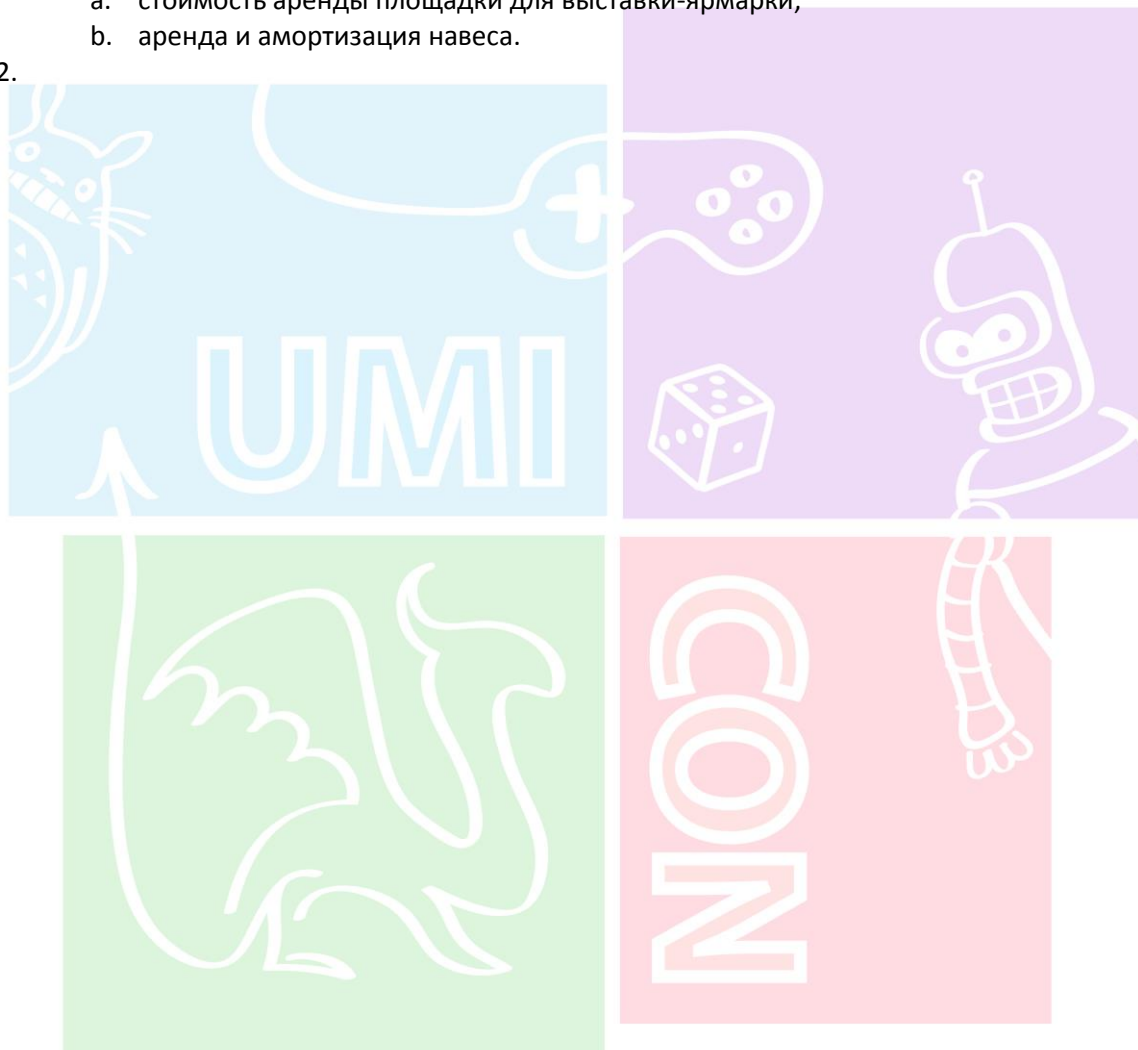 a. стоимость аренды площадки для выставки-ярмарки;
b. аренда и амортизация навеса.
2.
UMI
CON